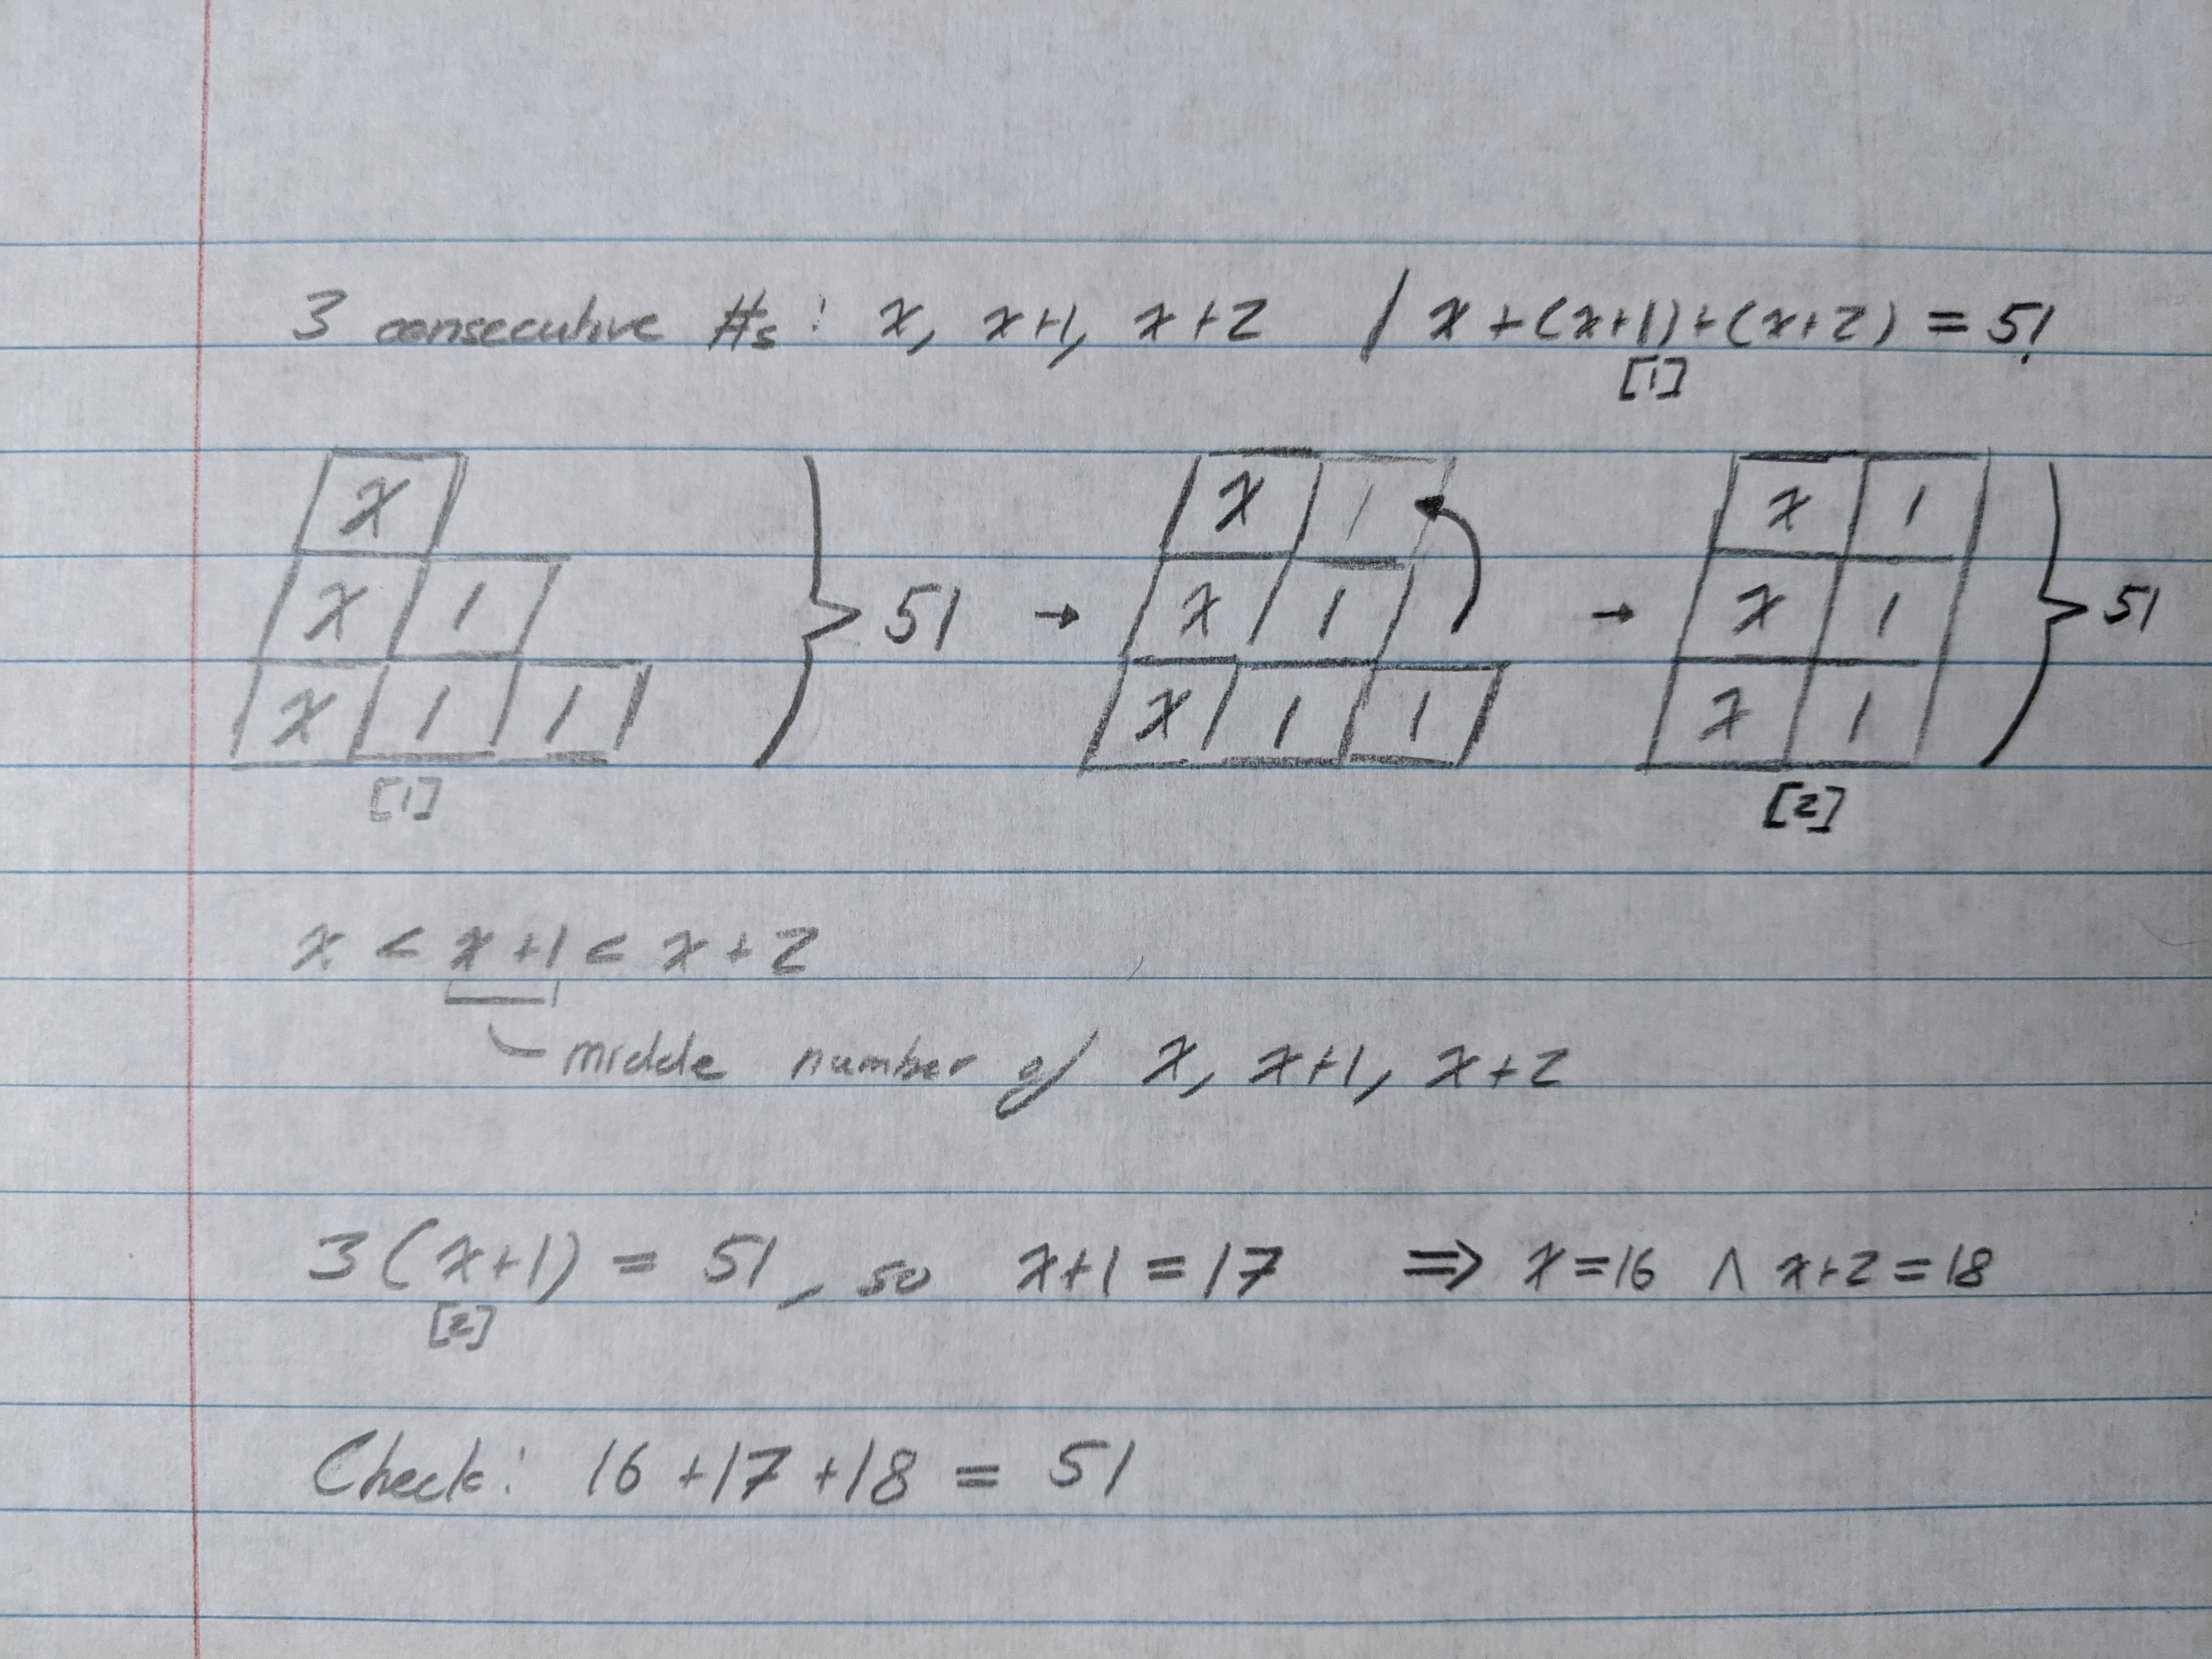 3 consecutive #s: x, x+1, x+2 / x+(x+1)+(x+2) = 51.
[1]
x
x 1
x 1 1
} 51
[1]
→
x 1
x 1
x 1 1
→
x 1
x 1
x 1
} 51
[2]
x < x+1 < x+2
middle number of x, x+1, x+2
3(x+1) = 51, so x+1 = 17 ⇒ x=16 ∧ x+2=18
[2]
Check: 16+17+18 = 51